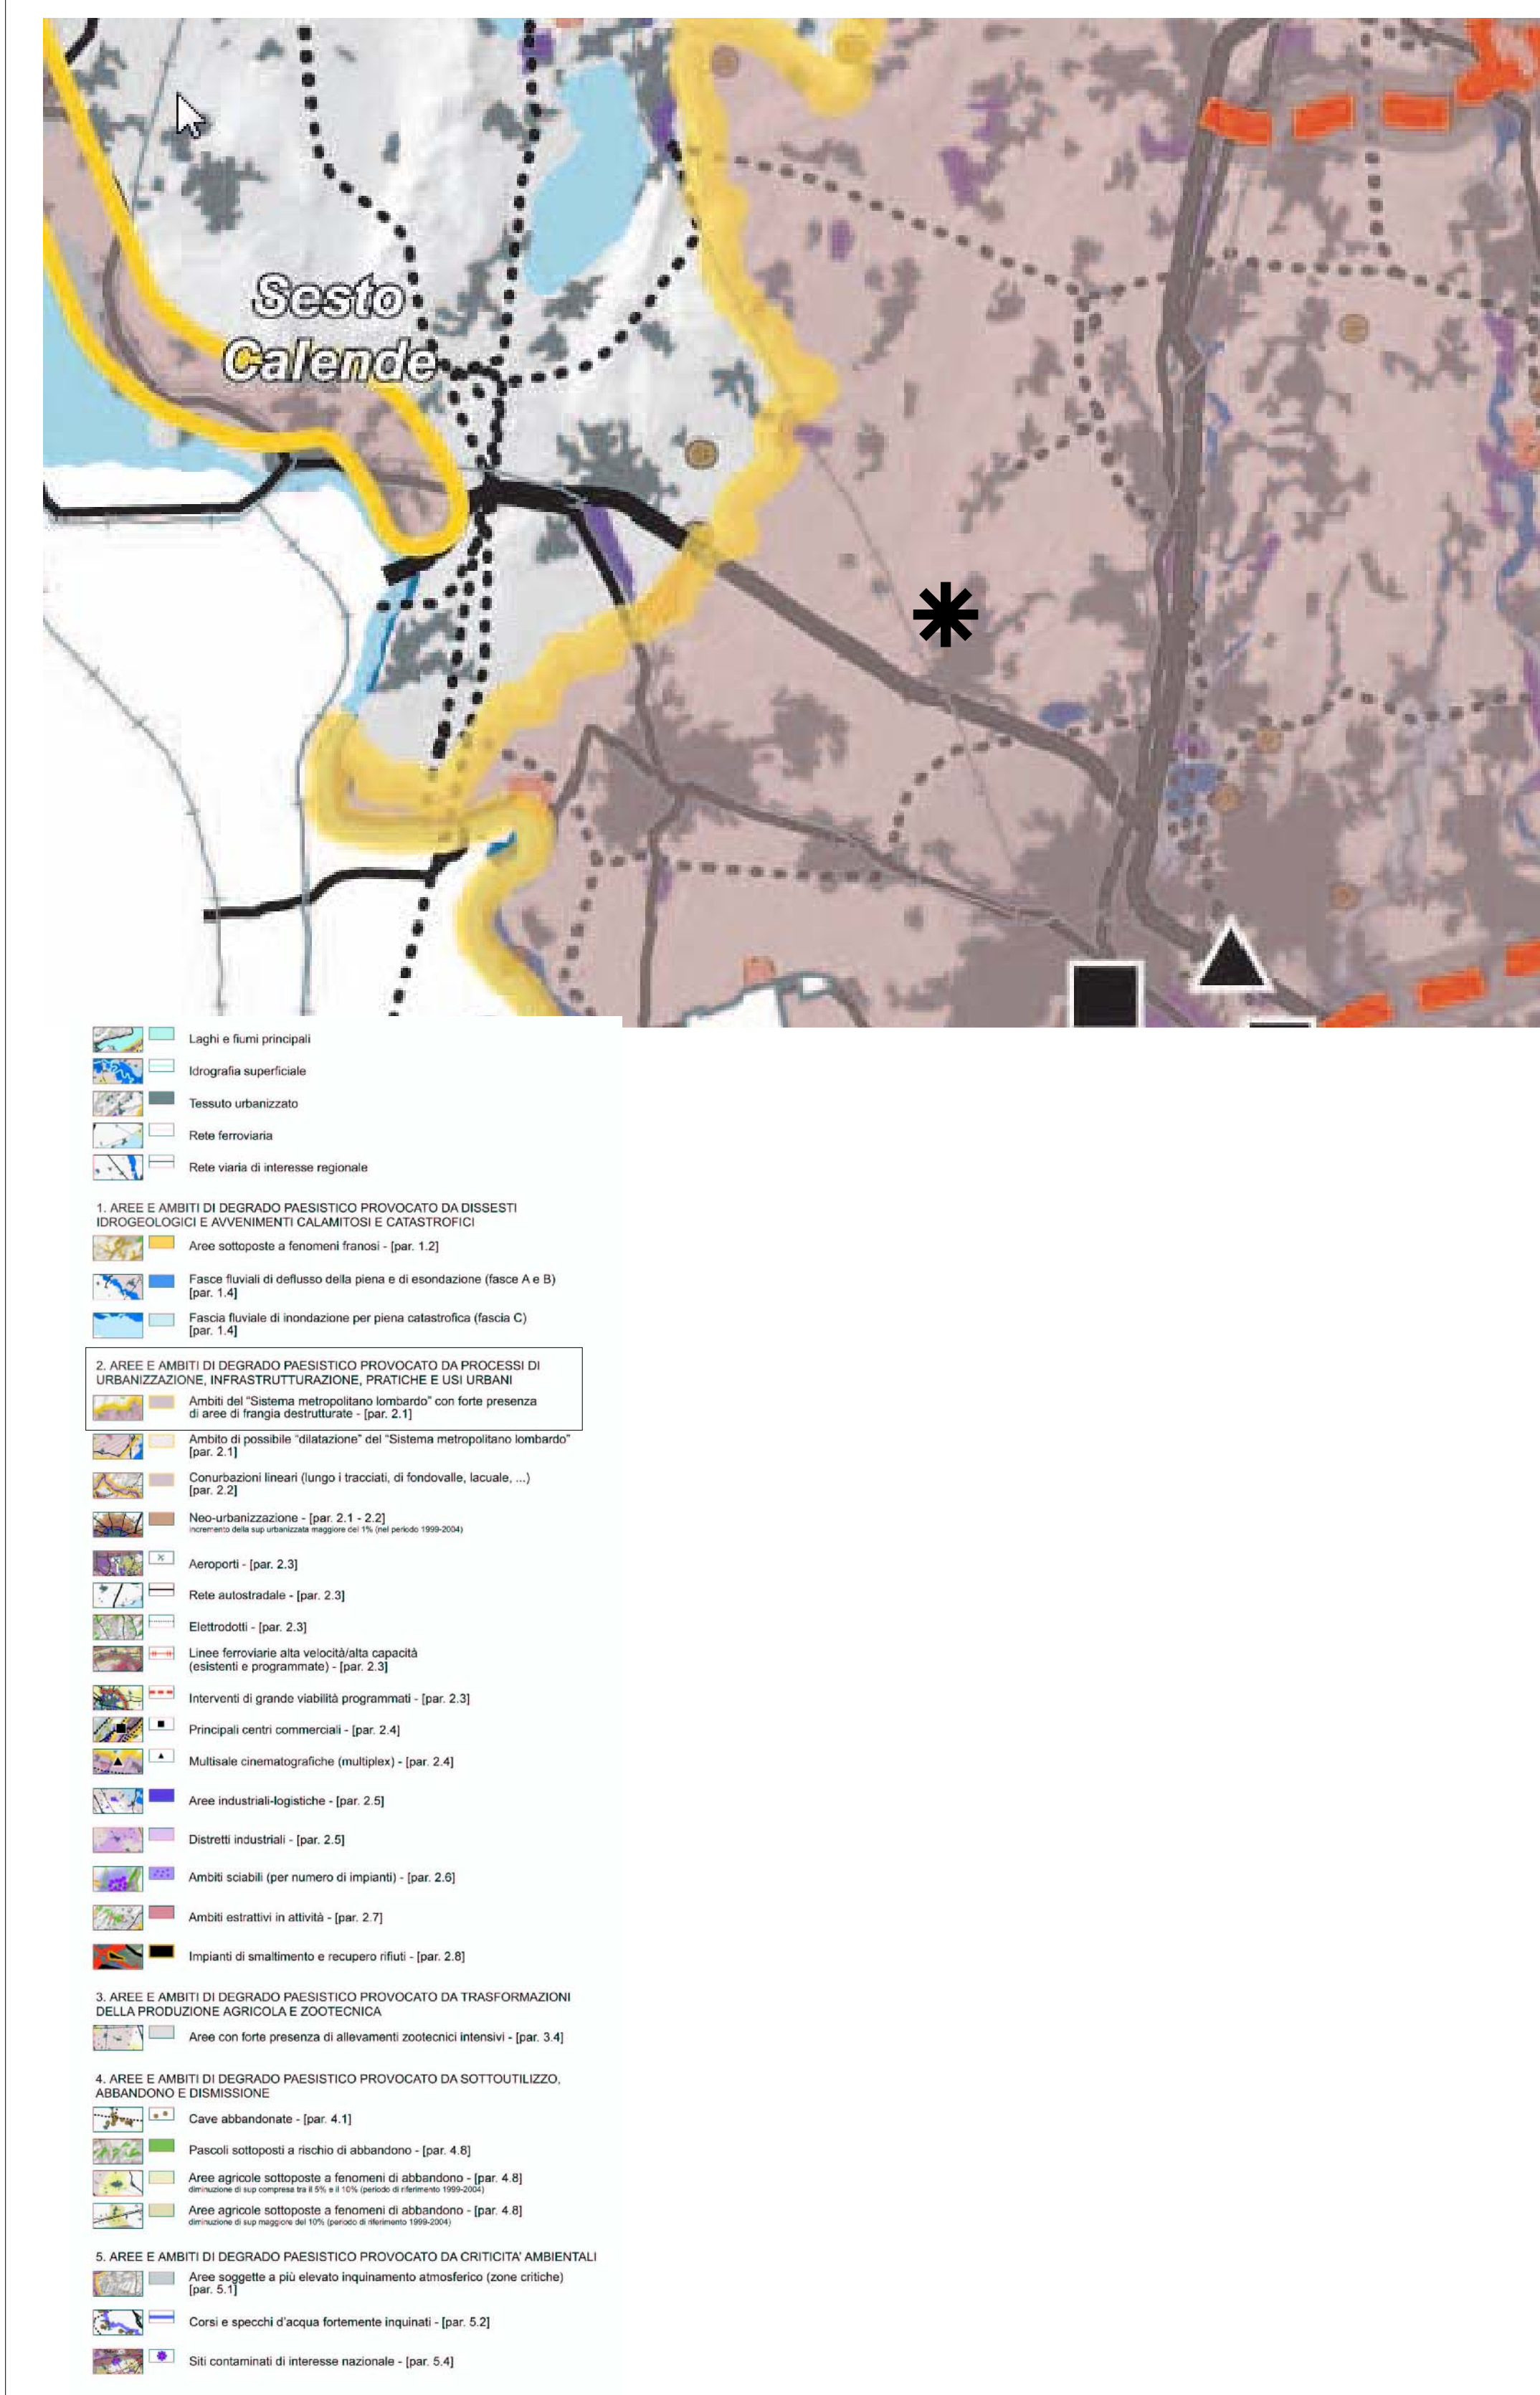 Sesto
Calende
Laghi e fiumi principali
Idrografia superficiale
Tessuto urbanizzato
Rete ferroviaria
Rete viaria di interesse regionale
1. AREE E AMBITI DI DEGRADO PAESISTICO PROVOCATO DA DISSESTI
IDROGEOLOGICI E AVVENIMENTI CALAMITOSI E CATASTROFICI
Aree sottoposte a fenomeni franosi - [par. 1.2]
Fasce fluviali di deflusso della piena e di esondazione (fasce A e B)
[par. 1.4]
Fascia fluviale di inondazione per piena catastrofica (fascia C)
[par. 1.4]
2. AREE E AMBITI DI DEGRADO PAESISTICO PROVOCATO DA PROCESSI DI
URBANIZZAZIONE, INFRASTRUTTURAZIONE, PRATICHE E USI URBANI
Ambiti del "Sistema metropolitano lombardo" con forte presenza
di aree di frangia destrutturate - [par. 2.1]
Ambito di possibile "dilatazione" del "Sistema metropolitano lombardo"
[par. 2.1]
Conurbazioni lineari (lungo i tracciati, di fondovalle, lacuale, ...)
[par. 2.2]
Neo-urbanizzazione - [par. 2.1 - 2.2]
incremento della sup urbanizzata maggiore del 1% (nel periodo 1999-2004)
Aeroporti - [par. 2.3]
Rete autostradale - [par. 2.3]
Elettrodotti - [par. 2.3]
Linee ferroviarie alta velocità/alta capacità
(esistenti e programmate) - [par. 2.3]
Interventi di grande viabilità programmati - [par. 2.3]
Principali centri commerciali - [par. 2.4]
Multisale cinematografiche (multiplex) - [par. 2.4]
Aree industriali-logistiche - [par. 2.5]
Distretti industriali - [par. 2.5]
Ambiti sciabili (per numero di impianti) - [par. 2.6]
Ambiti estrattivi in attività - [par. 2.7]
Impianti di smaltimento e recupero rifiuti - [par. 2.8]
3. AREE E AMBITI DI DEGRADO PAESISTICO PROVOCATO DA TRASFORMAZIONI
DELLA PRODUZIONE AGRICOLA E ZOOTECNICA
Aree con forte presenza di allevamenti zootecnici intensivi - [par. 3.4]
4. AREE E AMBITI DI DEGRADO PAESISTICO PROVOCATO DA SOTTOUTILIZZO,
ABBANDONO E DISMISSIONE
Cave abbandonate - [par. 4.1]
Pascoli sottoposti a rischio di abbandono - [par. 4.8]
Aree agricole sottoposte a fenomeni di abbandono - [par. 4.8]
diminuzione di sup compresa tra il 5% e il 10% (periodo di riferimento 1999-2004)
Aree agricole sottoposte a fenomeni di abbandono - [par. 4.8]
diminuzione di sup maggiore del 10% (periodo di riferimento 1999-2004)
5. AREE E AMBITI DI DEGRADO PAESISTICO PROVOCATO DA CRITICITA' AMBIENTALI
Aree soggette a più elevato inquinamento atmosferico (zone critiche)
[par. 5.1]
Corsi e specchi d'acqua fortemente inquinati - [par. 5.2]
Siti contaminati di interesse nazionale - [par. 5.4]